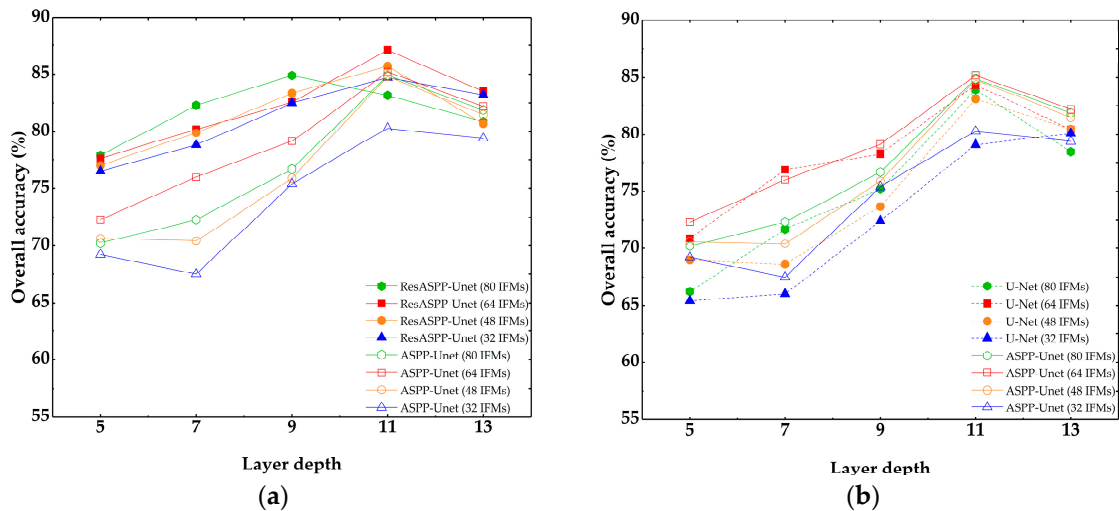 90
85
80
75
70
65
60
55
Overall accuracy (%)
ResASPP-Unet (80 IFMs)
ResASPP-Unet (64 IFMs)
ResASPP-Unet (48 IFMs)
ResASPP-Unet (32 IFMs)
ASPP-Unet (80 IFMs)
ASPP-Unet (64 IFMs)
ASPP-Unet (48 IFMs)
ASPP-Unet (32 IFMs)
5 7 9 11 13
Layer depth
(a)
90
85
80
75
70
65
60
55
Overall accuracy (%)
U-Net (80 IFMs)
U-Net (64 IFMs)
U-Net (48 IFMs)
U-Net (32 IFMs)
ASPP-Unet (80 IFMs)
ASPP-Unet (64 IFMs)
ASPP-Unet (48 IFMs)
ASPP-Unet (32 IFMs)
5 7 9 11 13
Layer depth
(b)